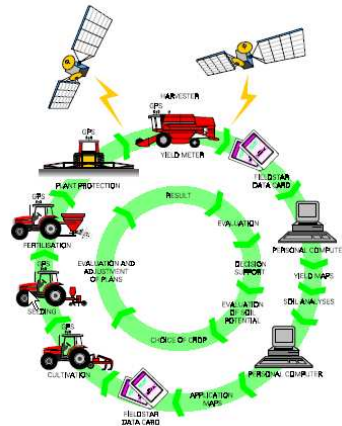 HARVESTER
GPS
YIELD METER
FIELDSTAR
DATA CARD
PERSONAL COMPUTE
YIELD MAPS
SOIL ANALYSES
PERSONAL COMPUTER
APPLICATION
MAPS
FIELDSTAR
DATA CARD
GPS
CULTIVATION
GPS
SEEDING
GPS
FERTILISATION
GPS
PLANT PROTECTION
RESULT
EVALUATION
DECISION
SUPPORT
EVALUATION
OF SOIL
POTENTIAL
CHOICE OF CROP
EVALUATION AND
ADJUSTMENT
OF PLANS